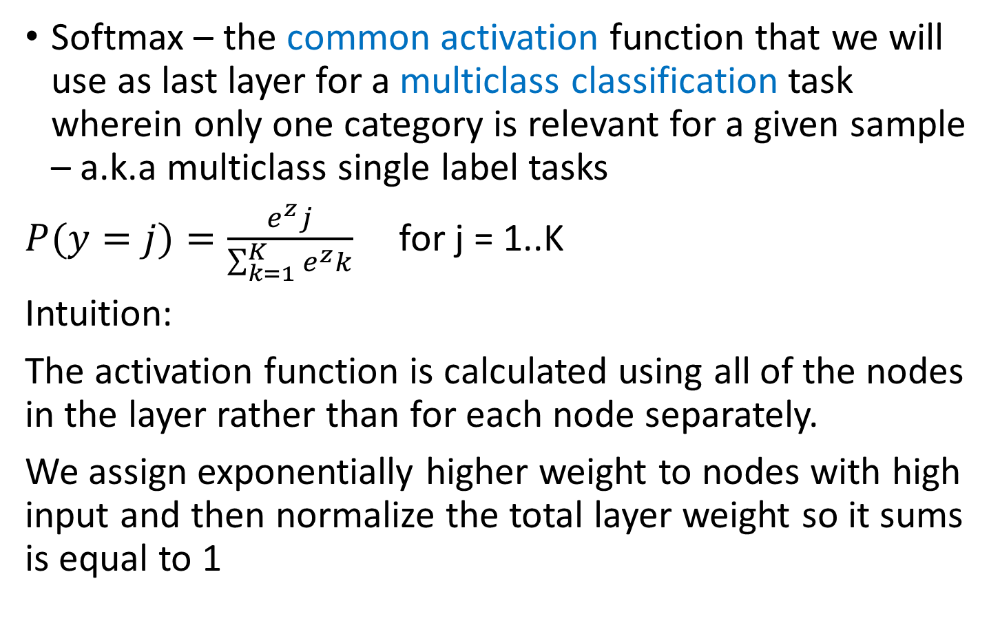 • Softmax – the common activation function that we will
use as last layer for a multiclass classification task
wherein only one category is relevant for a given sample
– a.k.a multiclass single label tasks
P(y = j) = \frac{e^z j}{\sum_{k=1}^{K} e^z k} for j = 1..K
Intuition:
The activation function is calculated using all of the nodes
in the layer rather than for each node separately.
We assign exponentially higher weight to nodes with high
input and then normalize the total layer weight so it sums
is equal to 1